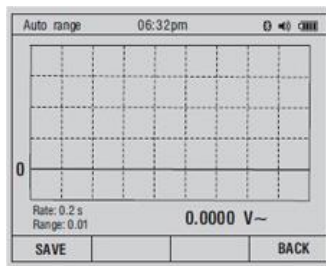 Auto range 06:32pm
0
Rate: 0.2 s
Range: 0.01
0.0000 V~
SAVE BACK